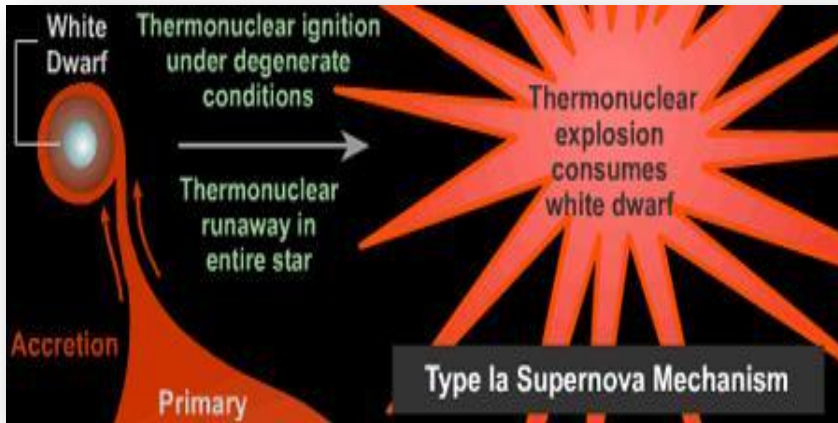 White
Dwarf
Thermonuclear ignition
under degenerate
conditions
Thermonuclear
runaway in
entire star
Accretion
Primary
Thermonuclear
explosion
consumes
white dwarf
Type Ia Supernova Mechanism